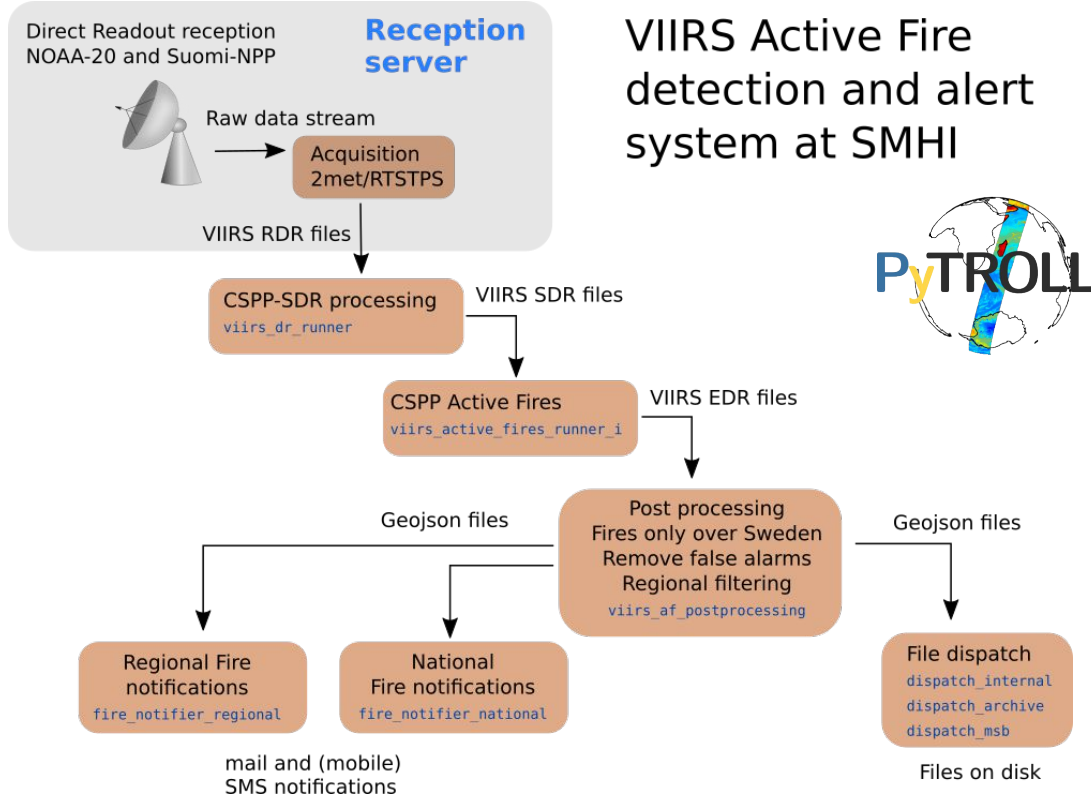 Direct Readout reception
NOAA-20 and Suomi-NPP
Reception
server
VIIRS Active Fire
detection and alert
system at SMHI
Raw data stream
Acquisition
2met/RTSTPS
VIIRS RDR files
PyTROLL
CSPP-SDR processing
viirs_dr_runner
VIIRS SDR files
CSPP Active Fires
viirs_active_fires_runner_i
VIIRS EDR files
Post processing
Fires only over Sweden
Remove false alarms
Regional filtering
viirs_af_postprocessing
Geojson files
Geojson files
Regional Fire
notifications
fire_notifier_regional
National
Fire notifications
fire_notifier_national
File dispatch
dispatch_internal
dispatch_archive
dispatch_msb
mail and (mobile)
SMS notifications
Files on disk